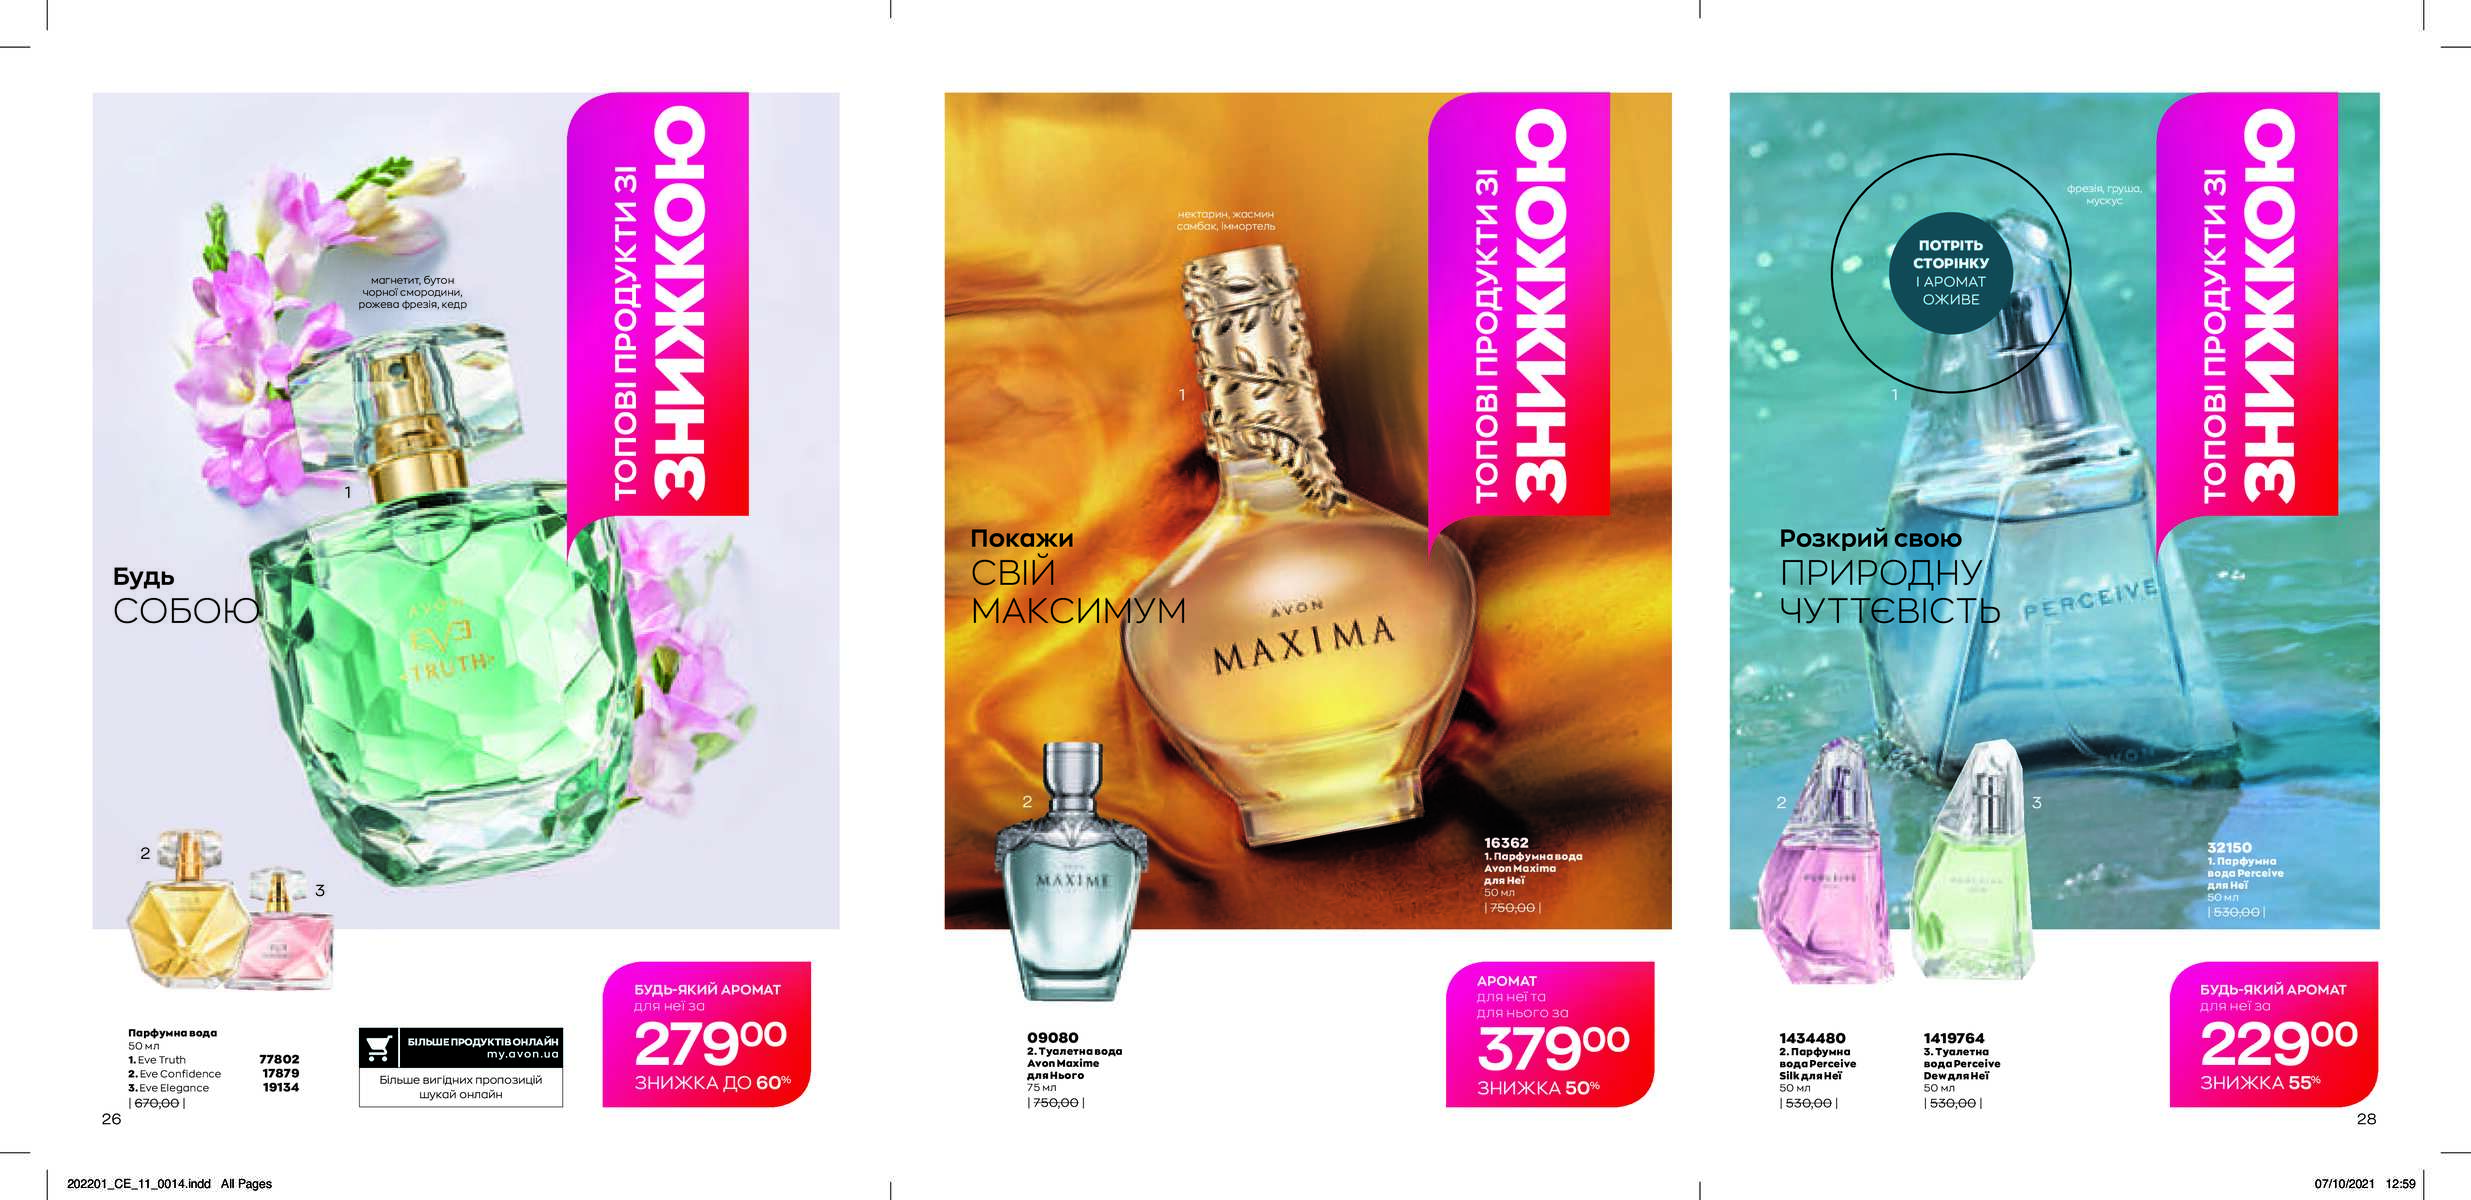 ТОПОВІ ПРОДУКТИ ЗІ
ЗНИЖКОЮ
магнетит, бутон
чорної смородини,
рожева фрезія, кедр
1
Будь
СОБОЮ
AVON
EVE
TRUTH
2
3
Парфумна вода
50 мл
1. Eve Truth 77802
2. Eve Confidence 17879
3. Eve Elegance 19134
| 670,00 |
26
БІЛЬШЕ ПРОДУКТІВ ОНЛАЙН
my.avon.ua
Більше вигідних пропозицій
шукай онлайн
БУДЬ-ЯКИЙ АРОМАТ
для неї за
279⁰⁰
ЗНИЖКА ДО 60%
ТОПОВІ ПРОДУКТИ ЗІ
ЗНИЖКОЮ
нектарин, жасмин
самбак, імортель
1
Покажи
СВІЙ
МАКСИМУМ
AVON
MAXIMA
2
MAXIME
16362
1. Парфумна вода
Avon Maxima
для Неї
50 мл
| 750,00 |
09080
2. Туалетна вода
Avon Maxime
для Нього
75 мл
| 750,00 |
АРОМАТ
для неї та
для нього за
379⁰⁰
ЗНИЖКА 50%
ТОПОВІ ПРОДУКТИ ЗІ
ЗНИЖКОЮ
фрезія, груша,
мускус
ПОТРІТЬ
СТОРІНКУ
І АРОМАТ
ОЖИВЕ
1
Розкрий свою
ПРИРОДНУ
ЧУТТЄВІСТЬ
PERCEIVE
AVON
2
3
PERCEIVE
PERCEIVE
32150
1. Парфумна
вода Perceive
для Неї
50 мл
| 530,00 |
1434480
2. Парфумна
вода Perceive
Silk для Неї
50 мл
| 530,00 |
1419764
3. Туалетна
вода Perceive
Dew для Неї
50 мл
| 530,00 |
БУДЬ-ЯКИЙ АРОМАТ
для неї за
229⁰⁰
ЗНИЖКА 55%
28
202201_CE_11_0014.indd All Pages
07/10/2021 12:59